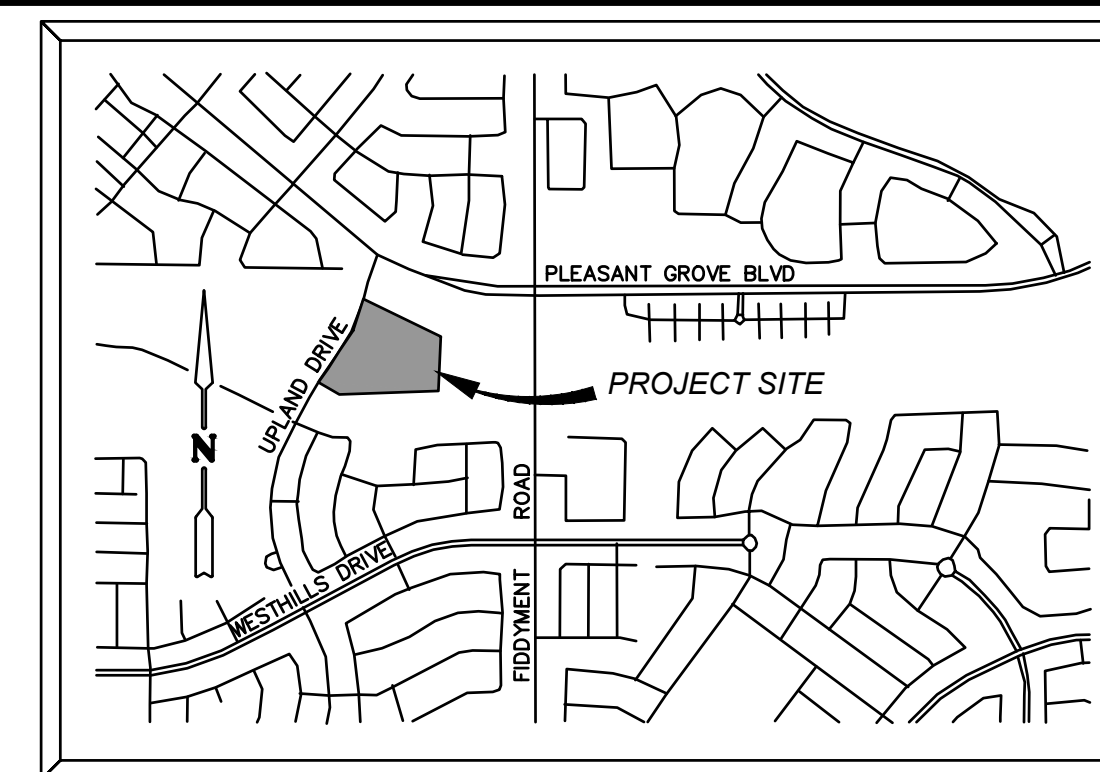 PLEASANT GROVE BLVD
UPLAND DRIVE
PROJECT SITE
N
FIDDYMENT ROAD
WESTHILLS DRIVE